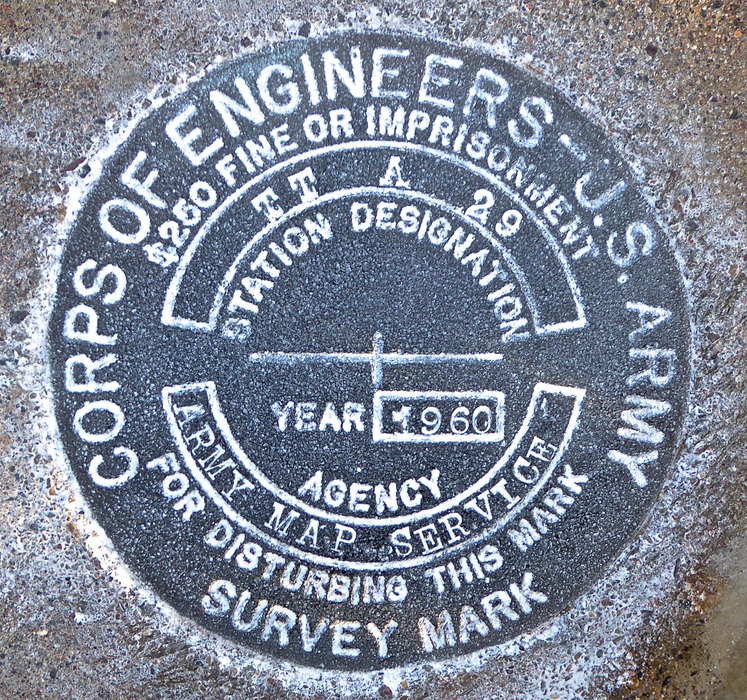 CORPS OF ENGINEERS-U.S. ARMY
$250 FINE OR IMPRISONMENT
TT A 29
STATION DESIGNATION
YEAR 1960
AGENCY
ARMY MAP SERVICE
FOR DISTURBING THIS MARK
SURVEY MARK